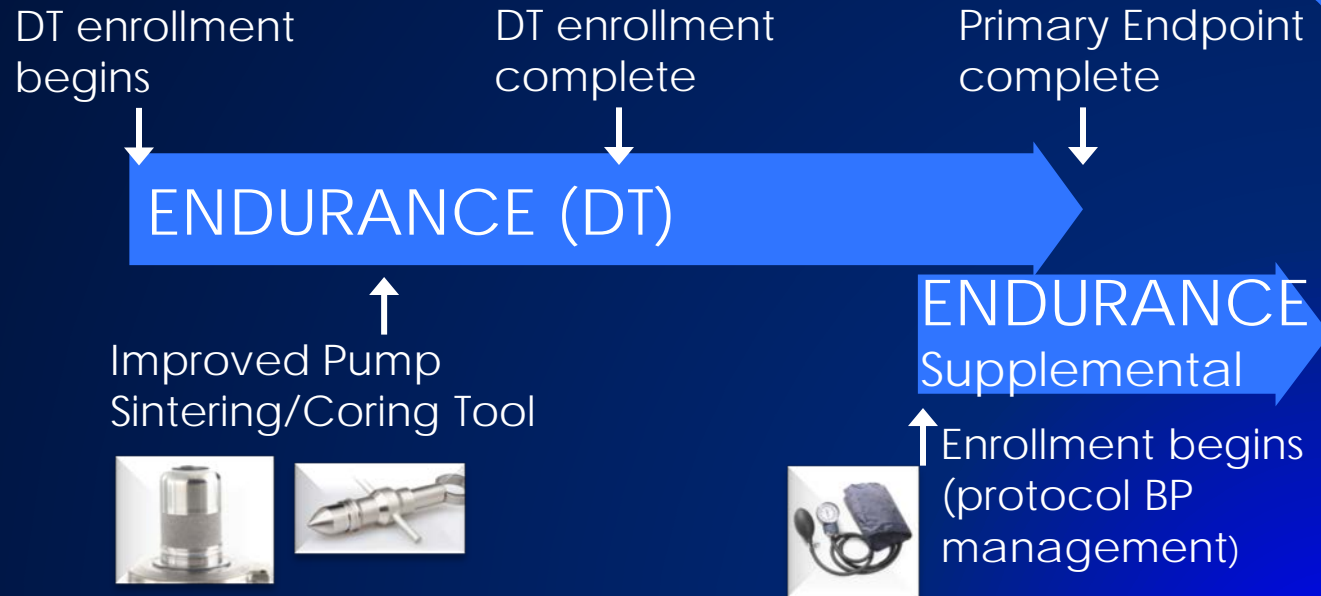 DT enrollment
begins
DT enrollment
complete
Primary Endpoint
complete
ENDURANCE (DT)
Improved Pump
Sintering/Coring Tool
ENDURANCE
Supplemental
Enrollment begins
(protocol BP
management)